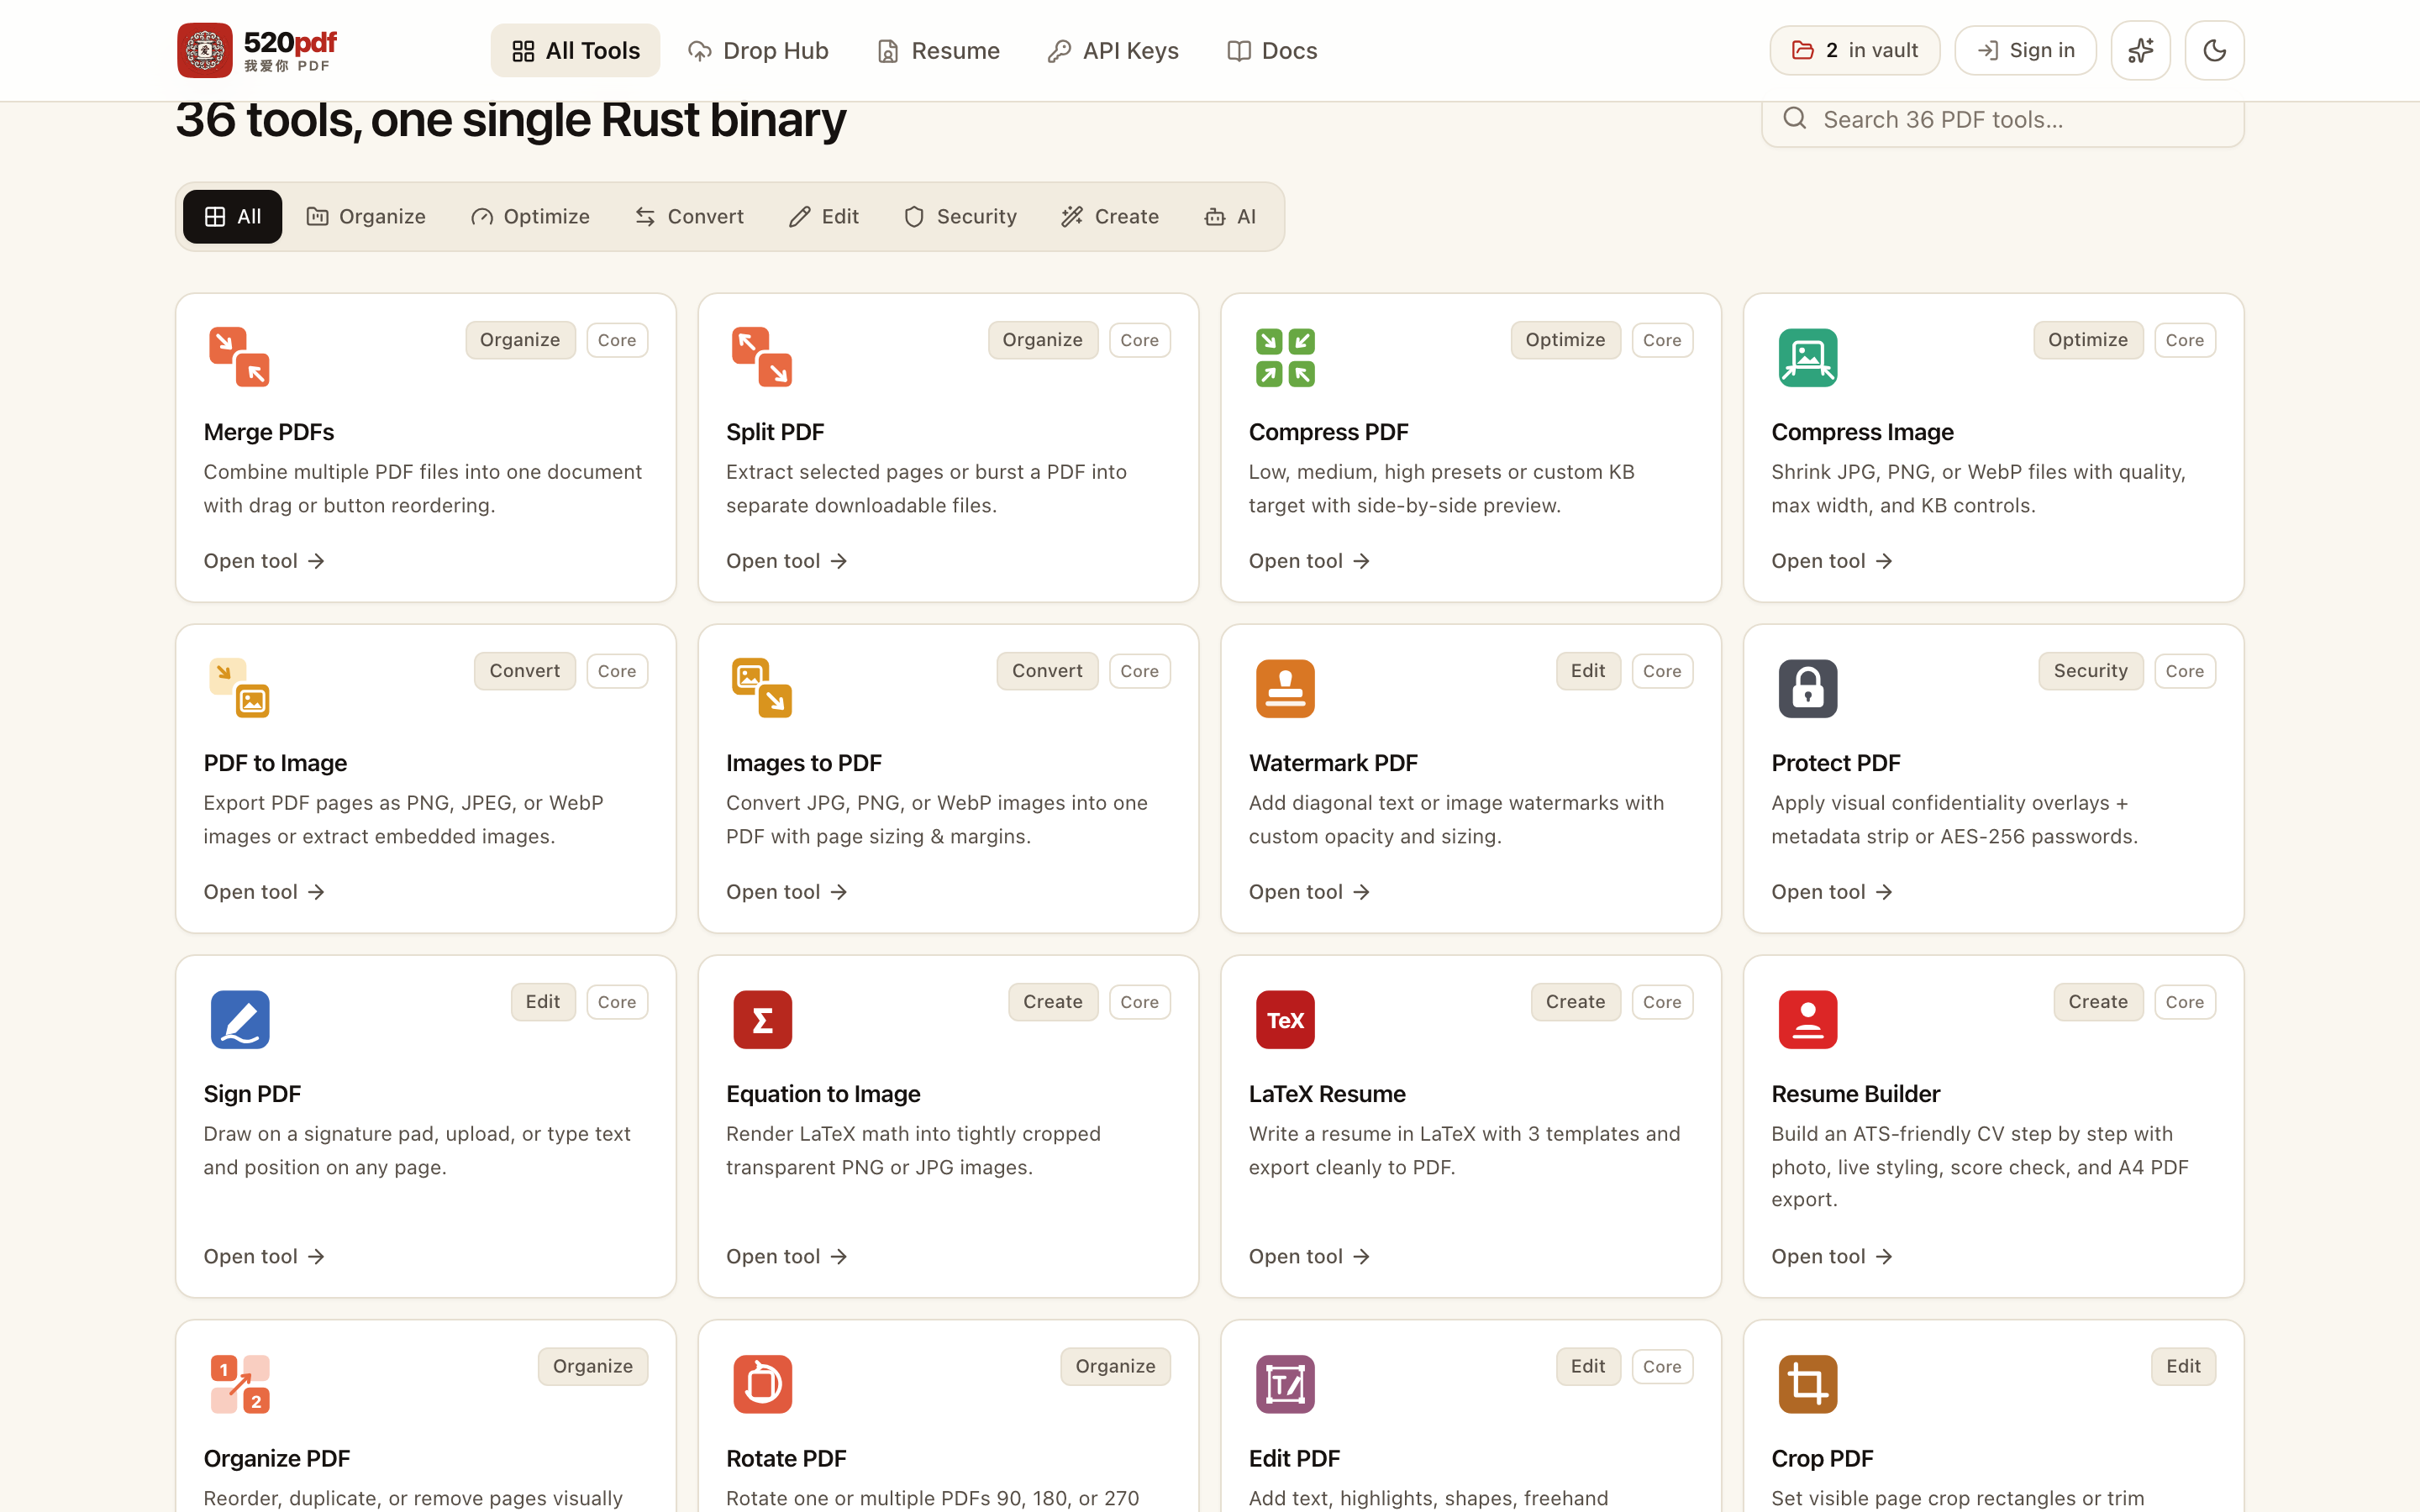 520pdf
我爱你 PDF
All Tools
Drop Hub
Resume
API Keys
Docs
2 in vault
Sign in
36 tools, one single Rust binary
Search 36 PDF tools...
All
Organize
Optimize
Convert
Edit
Security
Create
AI
Organize
Core
Merge PDFs
Combine multiple PDF files into one document
with drag or button reordering.
Open tool →
Organize
Core
Split PDF
Extract selected pages or burst a PDF into
separate downloadable files.
Open tool →
Optimize
Core
Compress PDF
Low, medium, high presets or custom KB
target with side-by-side preview.
Open tool →
Optimize
Core
Compress Image
Shrink JPG, PNG, or WebP files with quality,
max width, and KB controls.
Open tool →
Convert
Core
PDF to Image
Export PDF pages as PNG, JPEG, or WebP
images or extract embedded images.
Open tool →
Convert
Core
Images to PDF
Convert JPG, PNG, or WebP images into one
PDF with page sizing & margins.
Open tool →
Edit
Core
Watermark PDF
Add diagonal text or image watermarks with
custom opacity and sizing.
Open tool →
Security
Core
Protect PDF
Apply visual confidentiality overlays +
metadata strip or AES-256 passwords.
Open tool →
Edit
Core
Sign PDF
Draw on a signature pad, upload, or type text
and position on any page.
Open tool →
Σ
Create
Core
Equation to Image
Render LaTeX math into tightly cropped
transparent PNG or JPG images.
Open tool →
TeX
Create
Core
LaTeX Resume
Write a resume in LaTeX with 3 templates and
export cleanly to PDF.
Open tool →
Create
Core
Resume Builder
Build an ATS-friendly CV step by step with
photo, live styling, score check, and A4 PDF
export.
Open tool →
1
2
Organize
Organize PDF
Reorder, duplicate, or remove pages visually
Organize
Rotate PDF
Rotate one or multiple PDFs 90, 180, or 270
T
Edit
Core
Edit PDF
Add text, highlights, shapes, freehand
Edit
Crop PDF
Set visible page crop rectangles or trim